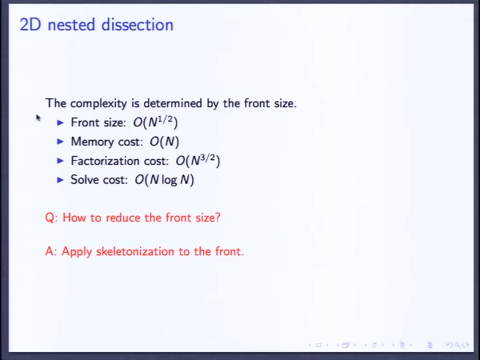 2D nested dissection
The complexity is determined by the front size.
▶ Front size: O(N^{1/2})
▶ Memory cost: O(N)
▶ Factorization cost: O(N^{3/2})
▶ Solve cost: O(N log N)
Q: How to reduce the front size?
A: Apply skeletonization to the front.